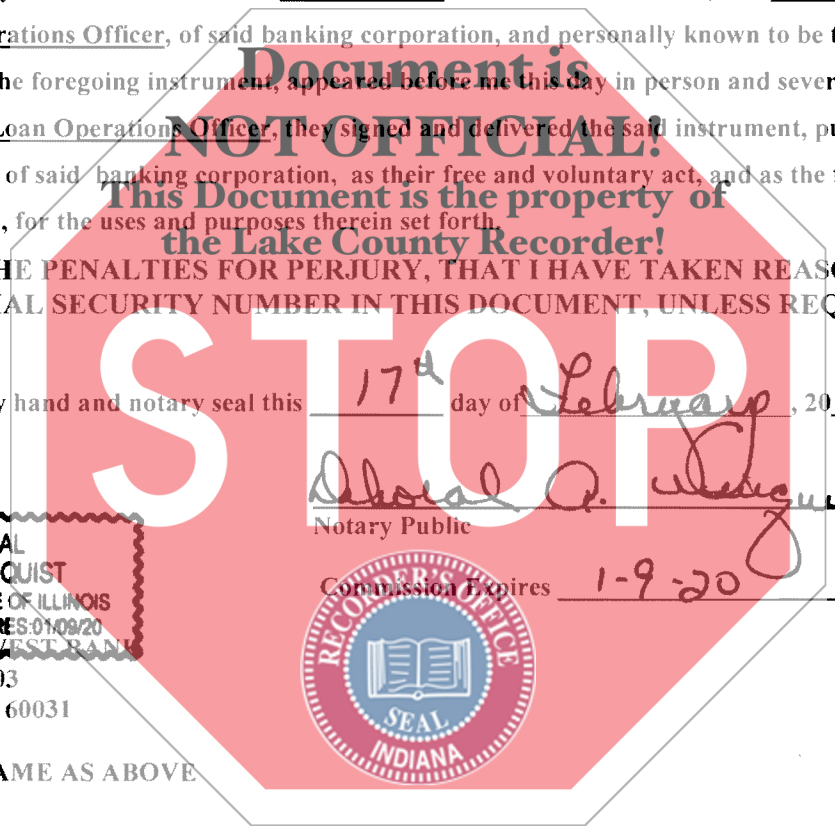 rations Officer, of said banking corporation, and personally known to be t
Document is
he foregoing instrument, appeared before me this day in person and sever
NOT OFFICIAL!
Loan Operations Officer, they signed and delivered the said instrument, pu
of said banking corporation, as their free and voluntary act, and as the
This Document is the property of
, for the uses and purposes therein set forth.
the Lake County Recorder!
HE PENALTIES FOR PERJURY, THAT I HAVE TAKEN REASO
IAL SECURITY NUMBER IN THIS DOCUMENT, UNLESS REQ
STOP
y hand and notary seal this 17th day of February, 20
Deborah A.
Notary Public
Commission Expires 1-9-20
AL
QUIST
E OF ILLINOIS
RES:01/09/20
WEST BANK
03
60031
AME AS ABOVE
RECORDER'S OFFICE
SEAL
INDIANA